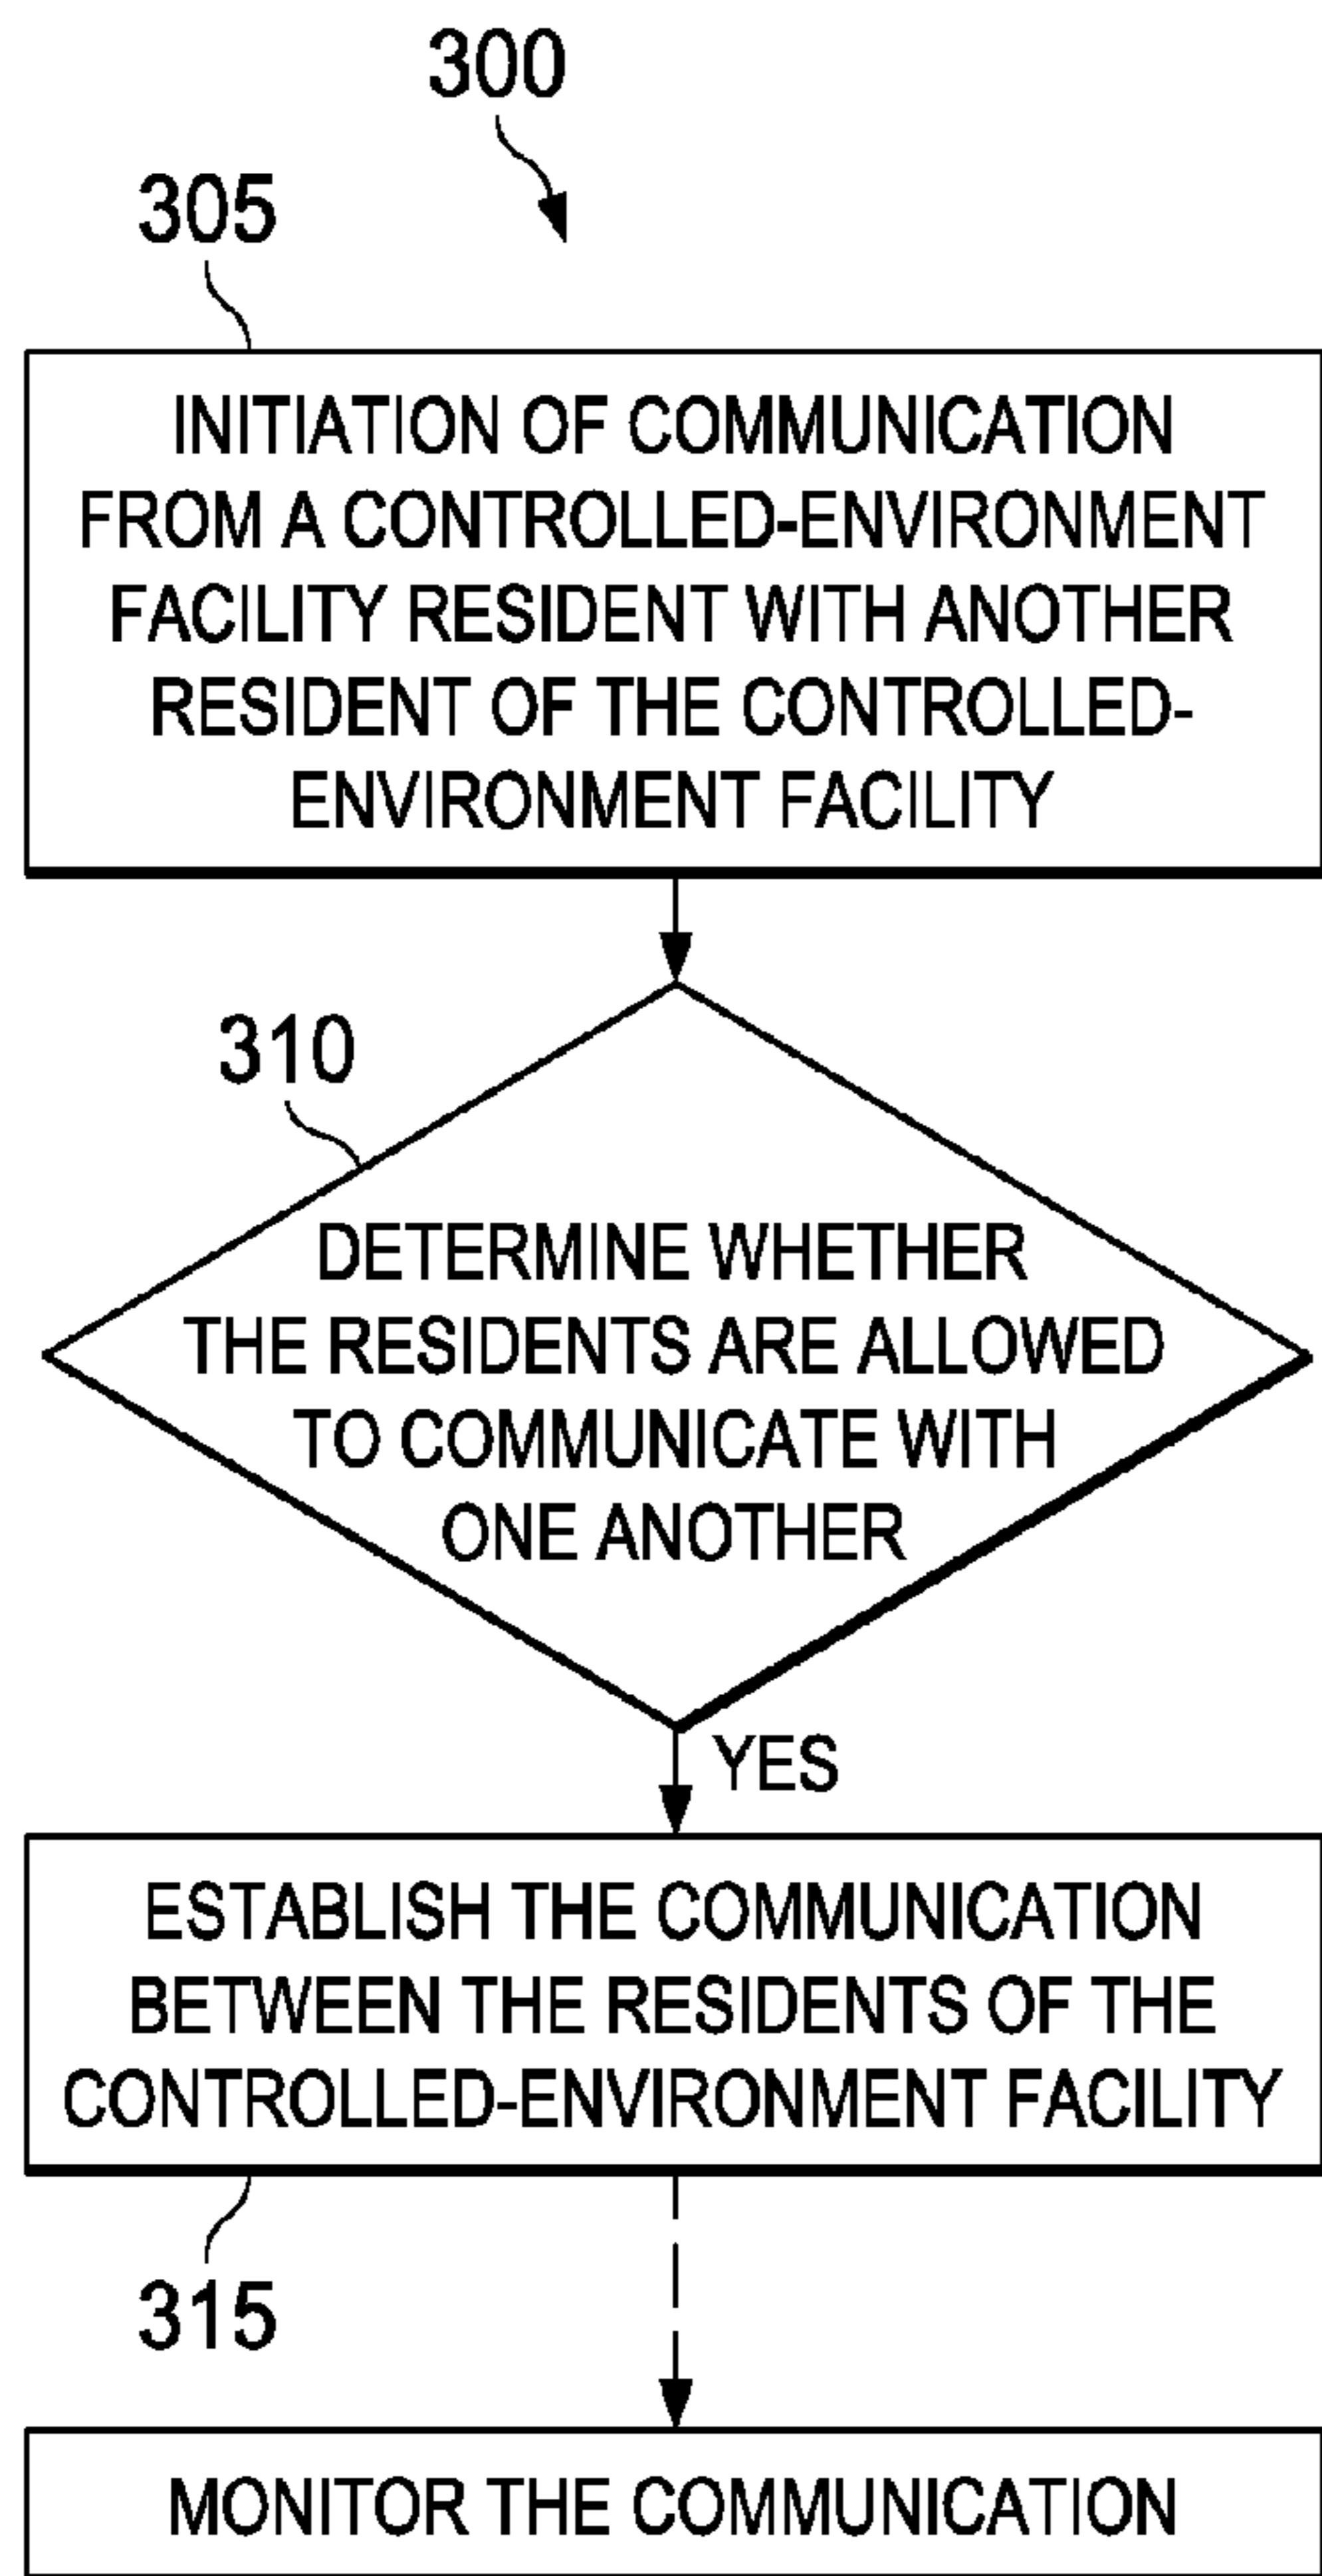 300
305
INITIATION OF COMMUNICATION
FROM A CONTROLLED-ENVIRONMENT
FACILITY RESIDENT WITH ANOTHER
RESIDENT OF THE CONTROLLED-
ENVIRONMENT FACILITY
310
DETERMINE WHETHER
THE RESIDENTS ARE ALLOWED
TO COMMUNICATE WITH
ONE ANOTHER
YES
ESTABLISH THE COMMUNICATION
BETWEEN THE RESIDENTS OF THE
CONTROLLED-ENVIRONMENT FACILITY
315
MONITOR THE COMMUNICATION